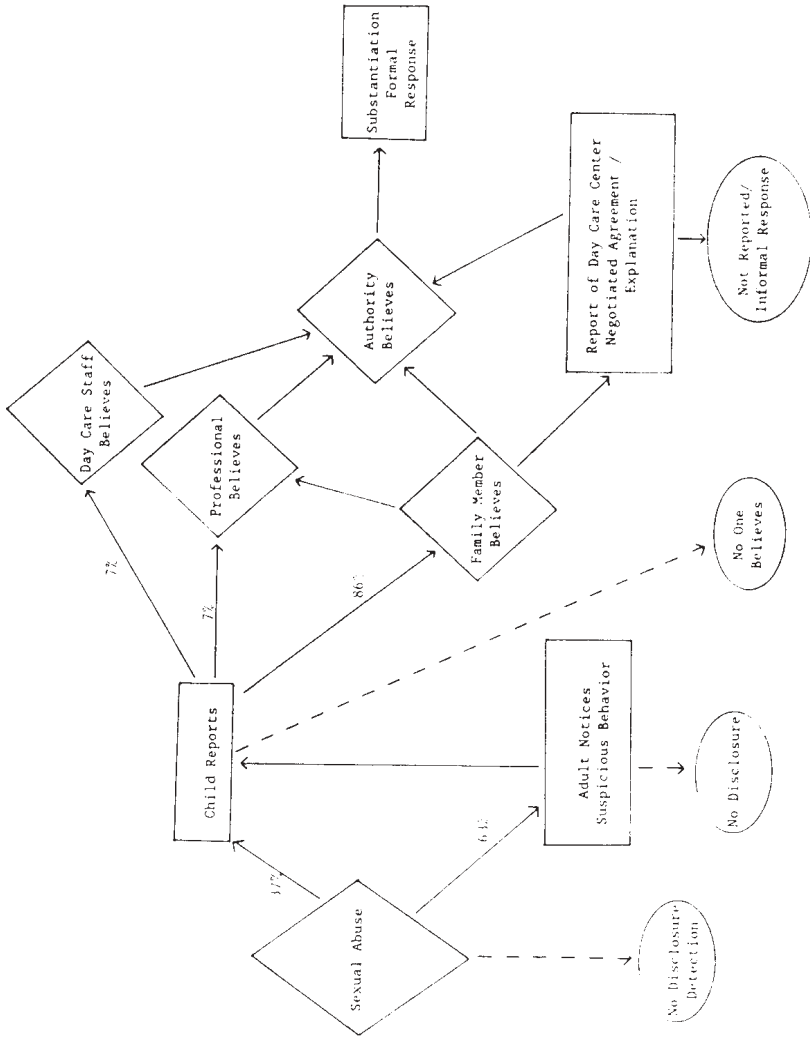 Sexual Abuse
37%
Child Reports
7%
Day Care Staff
Believes
7%
Professional
Believes
86%
Family Member
Believes
Authority
Believes
Substantiation
Formal
Response
Report of Day Care Center
Negotiated Agreement /
Explanation
Not Reported/
Informal Response
No One
Believes
Adult Notices
Suspicious Behavior
No Disclosure
No Disclosure
Detection